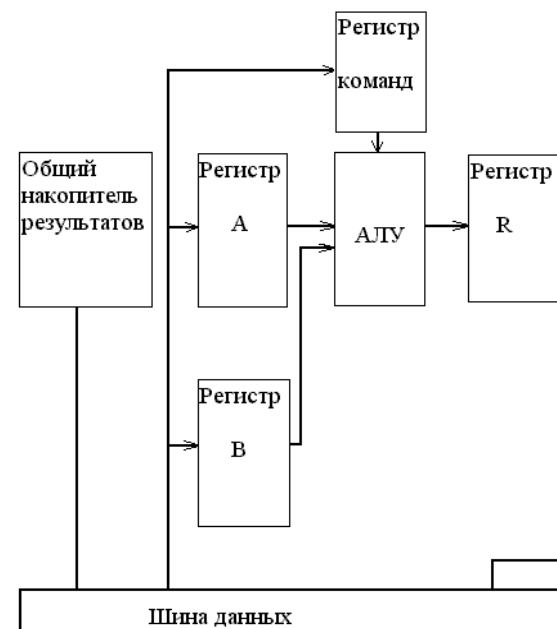 Регистр
команд
Общий
накопитель
результатов
Регистр
А
АЛУ
Регистр
R
Регистр
В
Шина данных